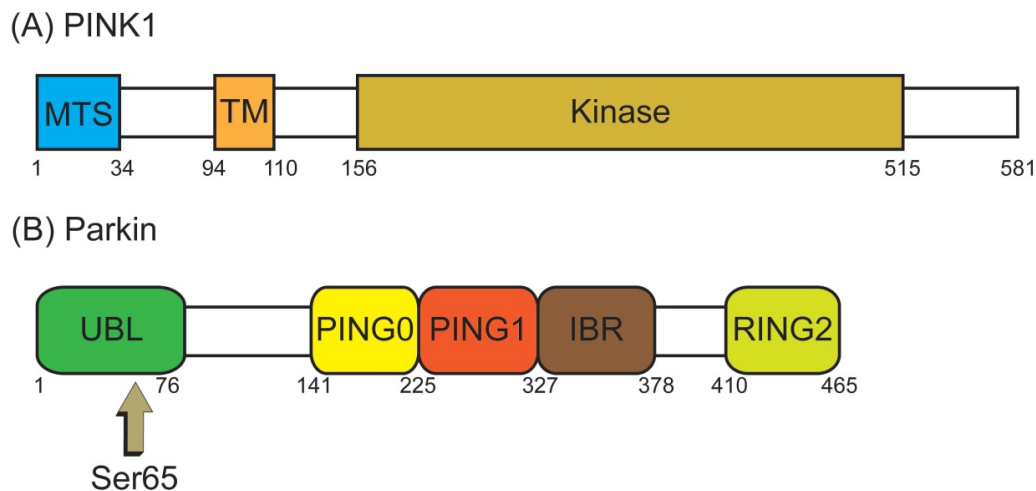 (A) PINK1
MTS TM Kinase
1 34 94 110 156 515 581
(B) Parkin
UBL PING0 PING1 IBR RING2
1 76 141 225 327 378 410 465
Ser65